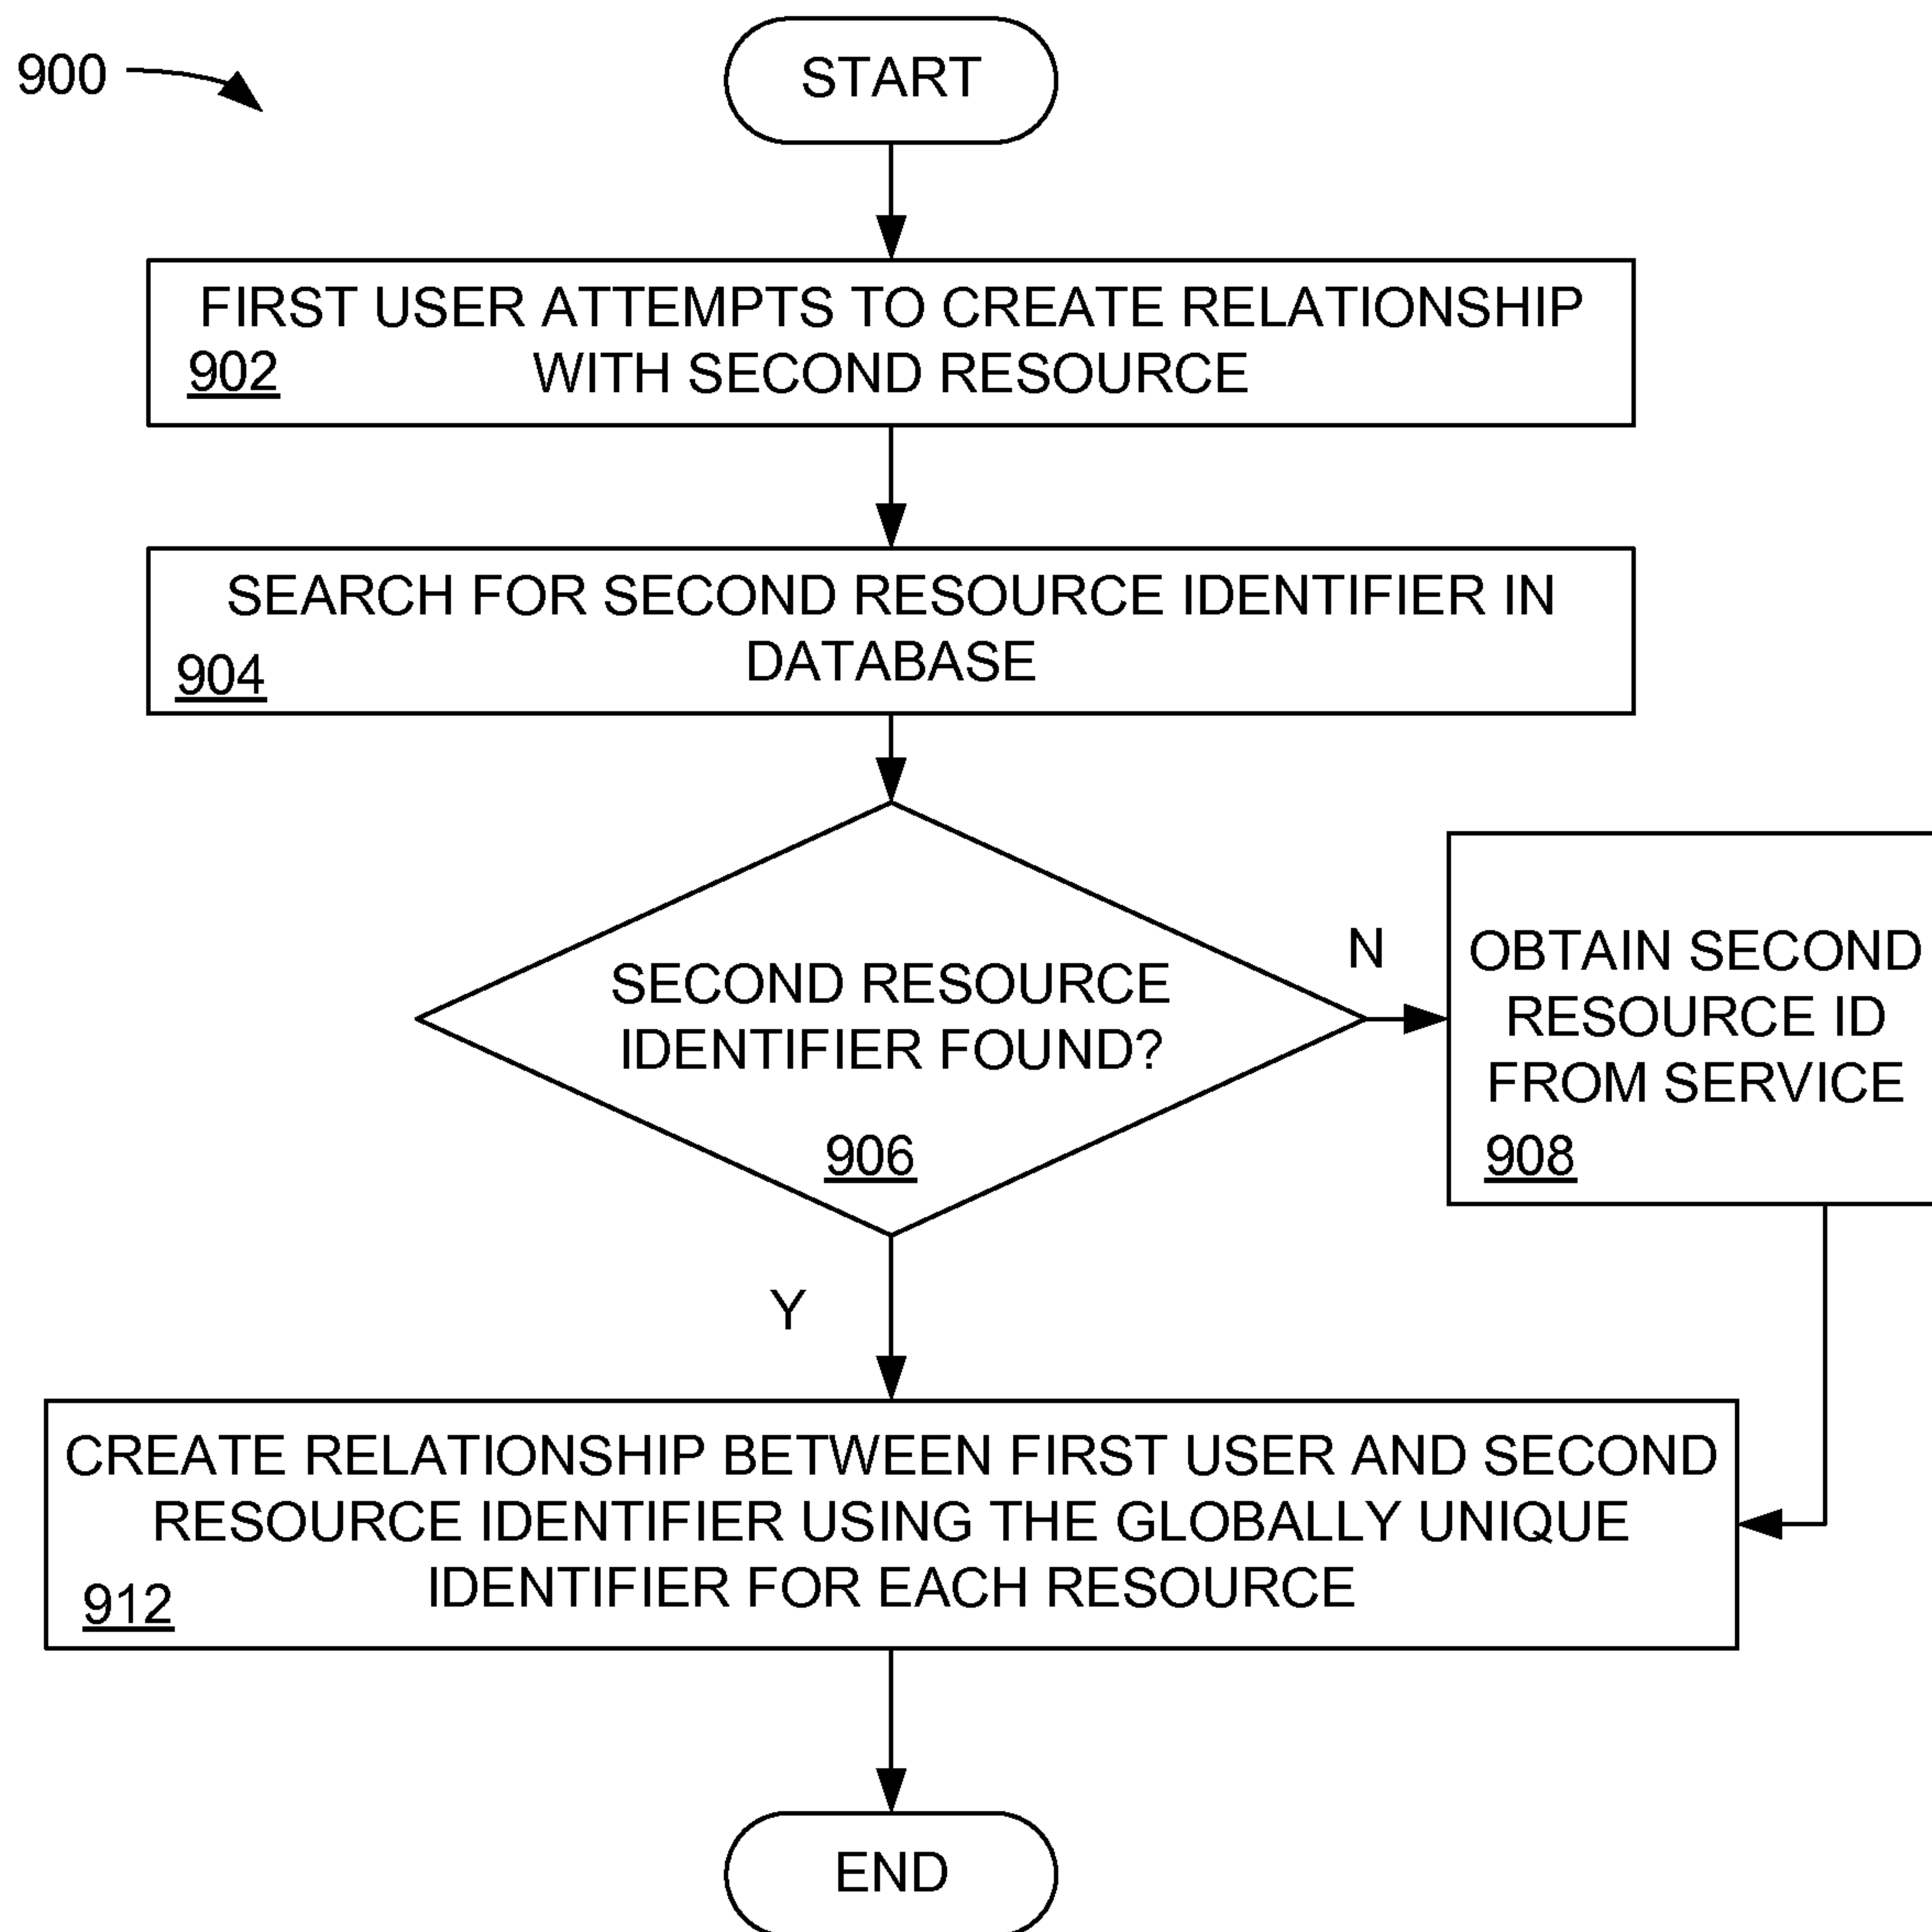 900
START
FIRST USER ATTEMPTS TO CREATE RELATIONSHIP
902 WITH SECOND RESOURCE
SEARCH FOR SECOND RESOURCE IDENTIFIER IN
DATABASE
904
SECOND RESOURCE
IDENTIFIER FOUND?
906
N
OBTAIN SECOND
RESOURCE ID
FROM SERVICE
908
Y
CREATE RELATIONSHIP BETWEEN FIRST USER AND SECOND
RESOURCE IDENTIFIER USING THE GLOBALLY UNIQUE
IDENTIFIER FOR EACH RESOURCE
912
END